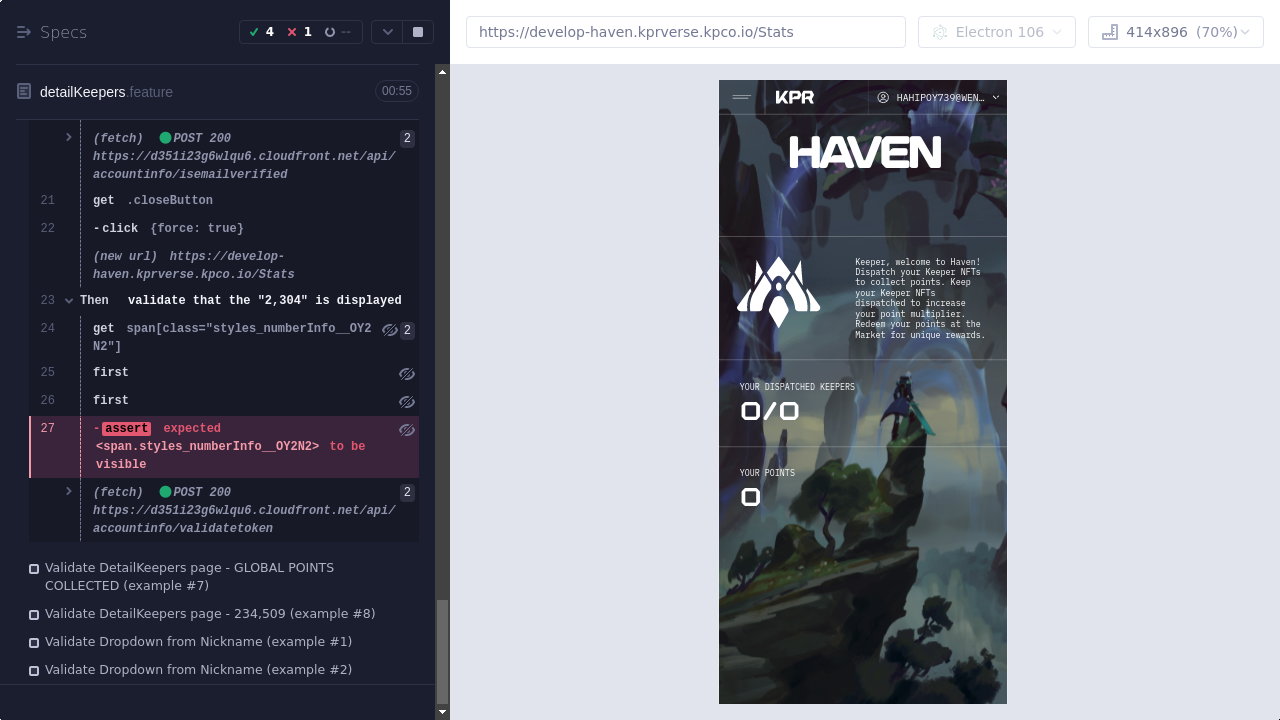 Specs
4
1
--
https://develop-haven.kprverse.kpco.io/Stats
Electron 106
414x896 (70%)
detailKeepers.feature
00:55
(fetch) POST 200
2
https://d351i23g6wlqu6.cloudfront.net/api/
accountinfo/isemailverified
21 get .closeButton
22 -click {force: true}
(new url) https://develop-
haven.kprverse.kpco.io/Stats
23 Then validate that the "2,304" is displayed
24 get span[class="styles_numberInfo__OY2
2
N2"]
25 first
26 first
27 -assert expected
<span.styles_numberInfo__OY2N2> to be
visible
(fetch) POST 200
2
https://d351i23g6wlqu6.cloudfront.net/api/
accountinfo/validatetoken
Validate DetailKeepers page - GLOBAL POINTS
COLLECTED (example #7)
Validate DetailKeepers page - 234,509 (example #8)
Validate Dropdown from Nickname (example #1)
Validate Dropdown from Nickname (example #2)
KPR
HAHIPOY739@WEN…
HAVEN
Keeper, welcome to Haven!
Dispatch your Keeper NFTs
to collect points. Keep
your Keeper NFTs
dispatched to increase
your point multiplier.
Redeem your points at the
Market for unique rewards.
YOUR DISPATCHED KEEPERS
0/0
YOUR POINTS
0